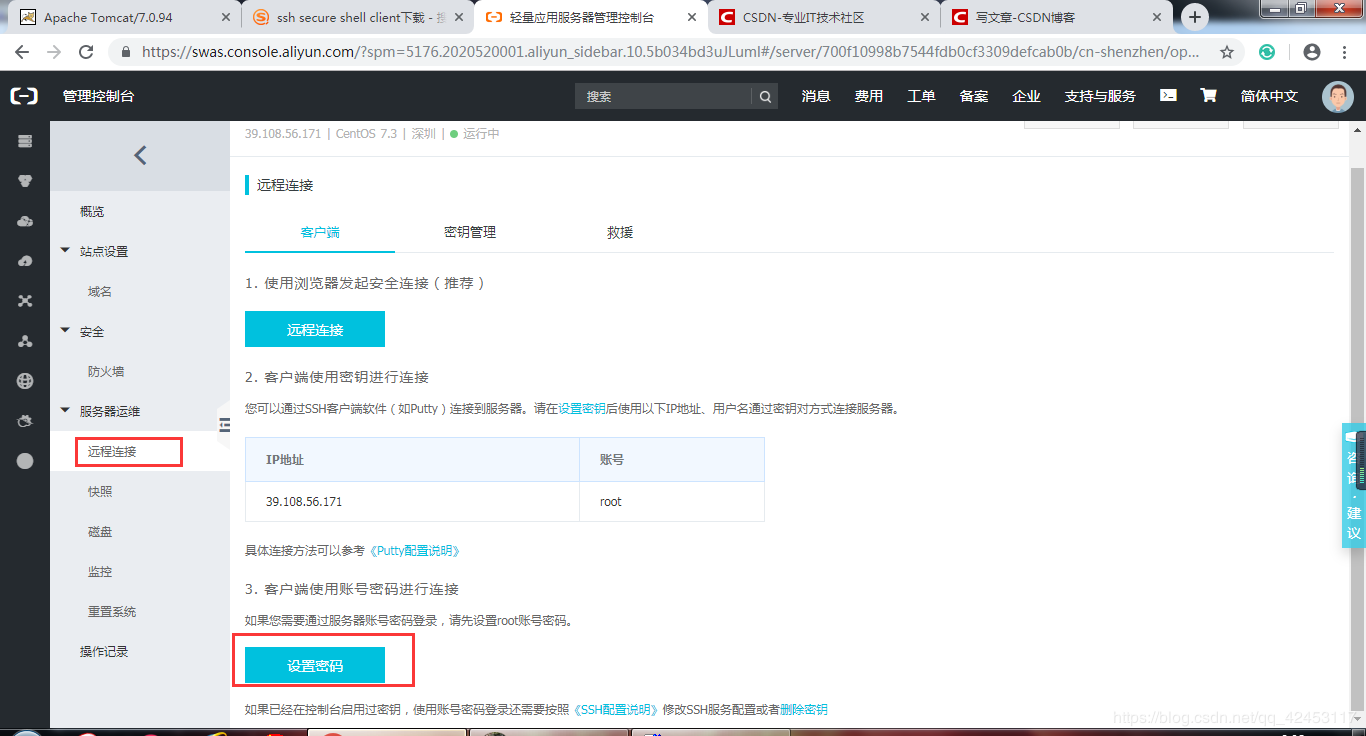 Apache Tomcat/7.0.94
ssh secure shell client下载 - 搜
轻量应用服务器管理控制台
CSDN-专业IT技术社区
写文章-CSDN博客
https://swas.console.aliyun.com/?spm=5176.2020520001.aliyun_sidebar.10.5b034bd3uJLumI#/server/700f10998b7544fdb0cf3309defcab0b/cn-shenzhen/op...
管理控制台
搜索
消息
费用
工单
备案
企业
支持与服务
简体中文
39.108.56.171 | CentOS 7.3 | 深圳 | 运行中
概览
站点设置
域名
安全
防火墙
服务器运维
远程连接
快照
磁盘
监控
重置系统
操作记录
远程连接
客户端
密钥管理
救援
1. 使用浏览器发起安全连接（推荐）
远程连接
2. 客户端使用密钥进行连接
您可以通过SSH客户端软件（如Putty）连接到服务器。请在设置密钥后使用以下IP地址、用户名通过密钥对方式连接服务器。
IP地址
账号
39.108.56.171
root
具体连接方法可以参考《Putty配置说明》
3. 客户端使用账号密码进行连接
如果您需要通过服务器账号密码登录，请先设置root账号密码。
设置密码
如果已经在控制台启用过密钥，使用账号密码登录还需要按照《SSH配置说明》修改SSH服务配置或者删除密钥
咨询·建议